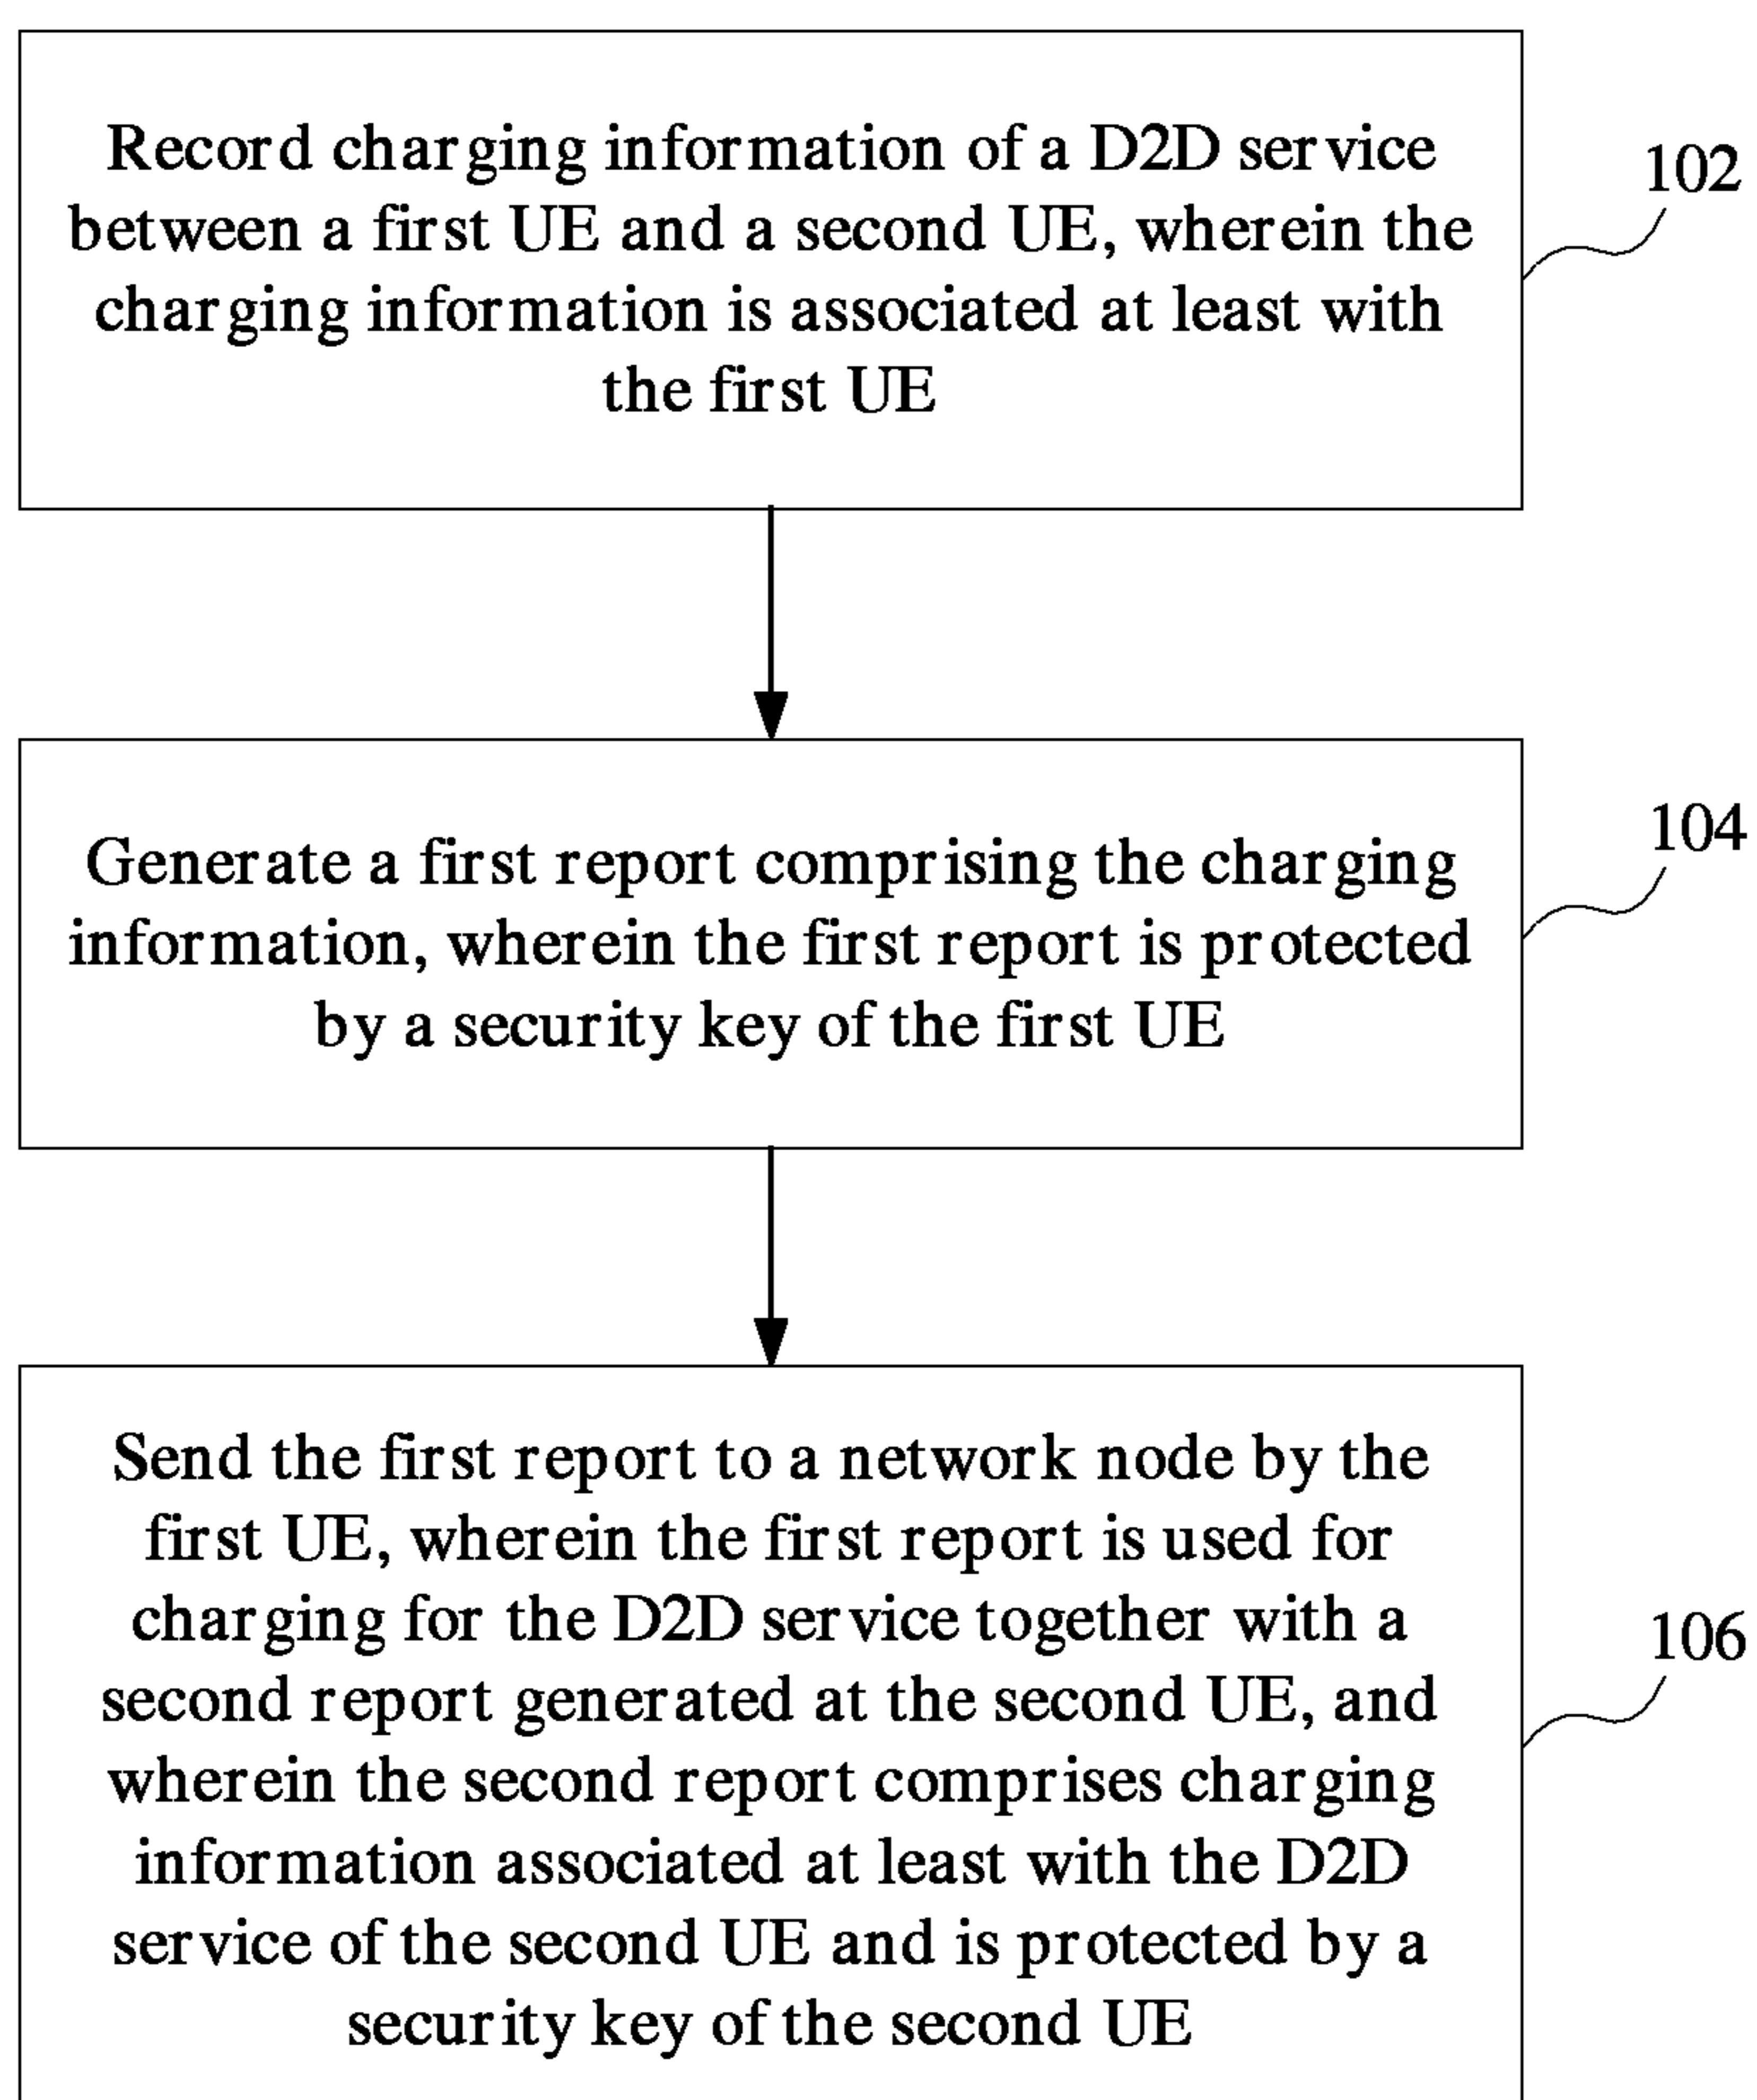 Record charging information of a D2D service
between a first UE and a second UE, wherein the
charging information is associated at least with
the first UE
102
Generate a first report comprising the charging
information, wherein the first report is protected
by a security key of the first UE
104
Send the first report to a network node by the
first UE, wherein the first report is used for
charging for the D2D service together with a
second report generated at the second UE, and
wherein the second report comprises charging
information associated at least with the D2D
service of the second UE and is protected by a
security key of the second UE
106